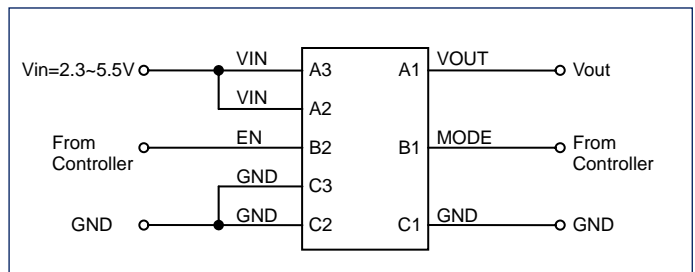 VIN
VOUT
Vin=2.3~5.5V
A3
A1
Vout
VIN
A2
From
Controller
EN
B2
B1
MODE
From
Controller
GND
C3
GND
GND
C2
C1
GND
GND